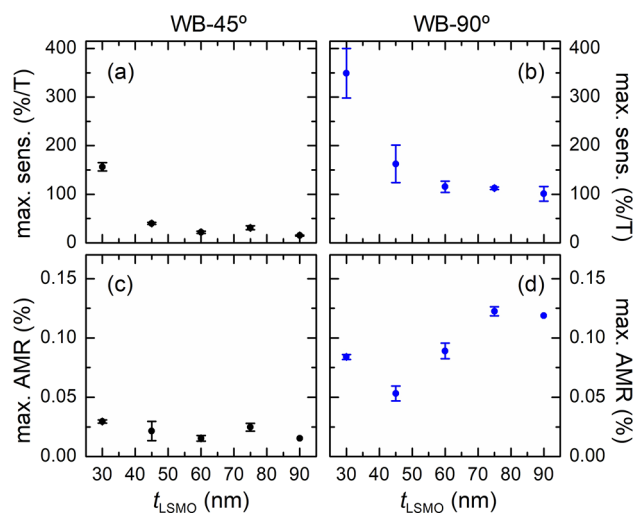 WB-45º WB-90º
400 (a) (b) 400
300 300
200 200
100 100
0 0
max. sens. (%/T) max. sens. (%/T)
0.15 (c) (d) 0.15
0.10 0.10
0.05 0.05
0.00 0.00
max. AMR (%) max. AMR (%)
30 40 50 60 70 80 90 30 40 50 60 70 80 90
tLSMO (nm) tLSMO (nm)